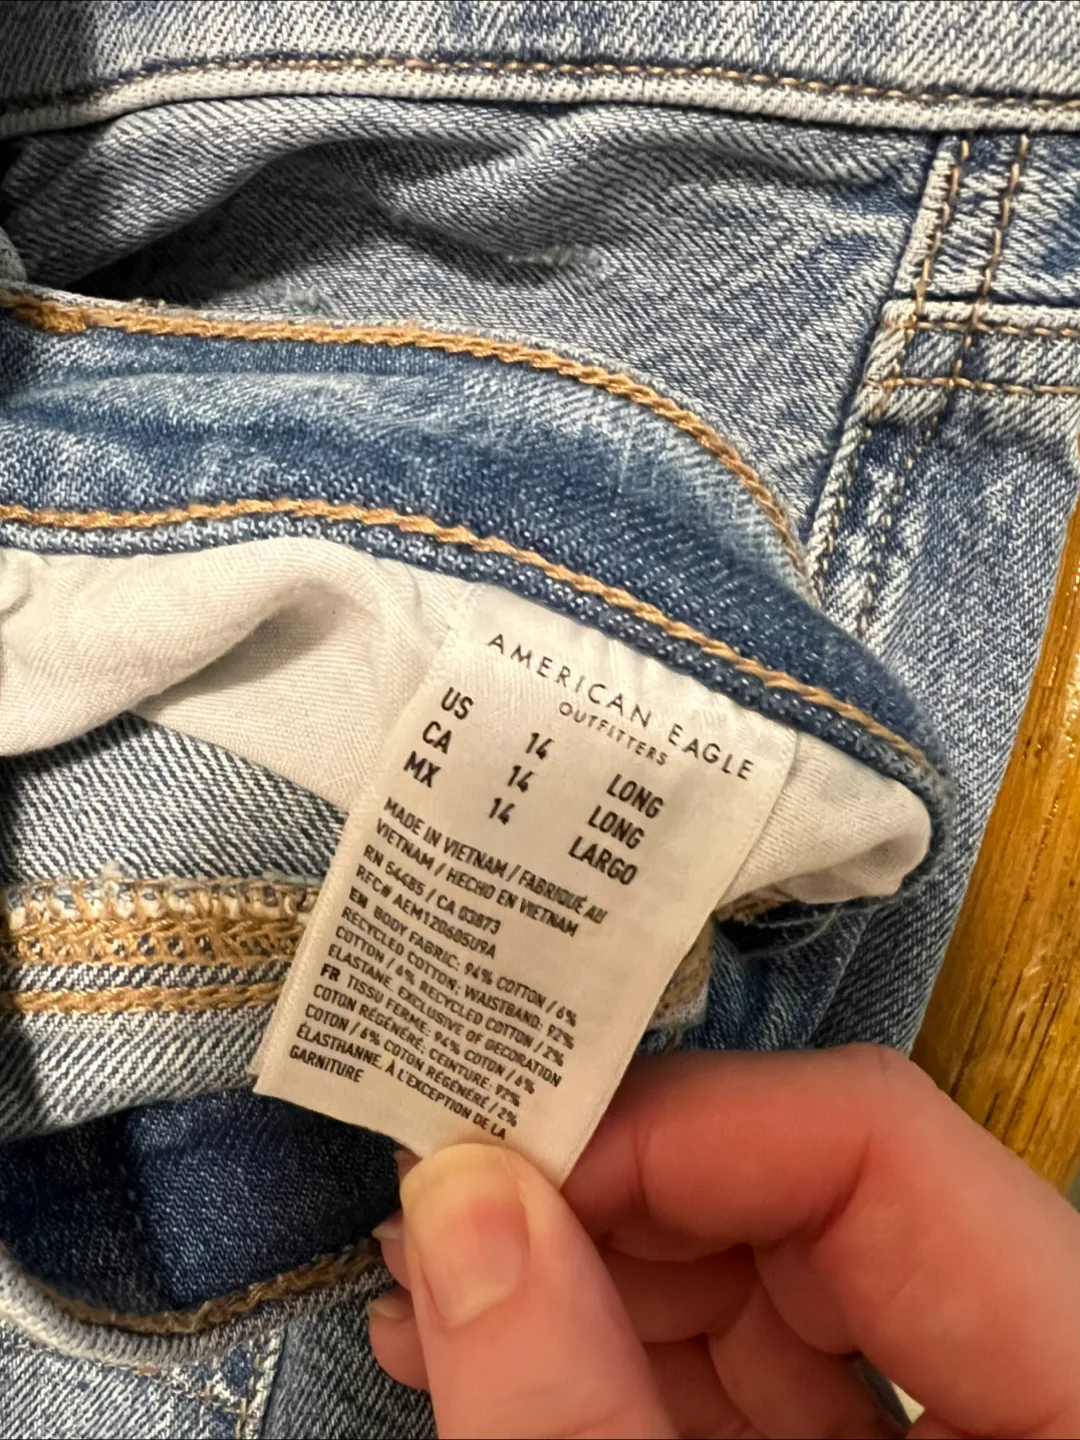 AMERICAN EAGLE
OUTFITTERS
US 14 LONG
CA 14 LONG
MX 14 LARGO
MADE IN VIETNAM / FABRIQUÉ AU
VIETNAM / HECHO EN VIETNAM
RN 54485 / CA 03873
REC# AEM120605U9A
EN BODY FABRIC: 94% COTTON / 6%
RECYCLED COTTON; WAISTBAND: 92%
COTTON / 6% RECYCLED COTTON / 2%
ELASTANE. EXCLUSIVE OF DECORATION
FR TISSU FERME: 94% COTON / 6%
COTON RÉGÉNÉRÉ; CEINTURE: 92%
COTON / 6% COTON RÉGÉNÉRÉ / 2%
ÉLASTHANNE. À L'EXCEPTION DE LA
GARNITURE